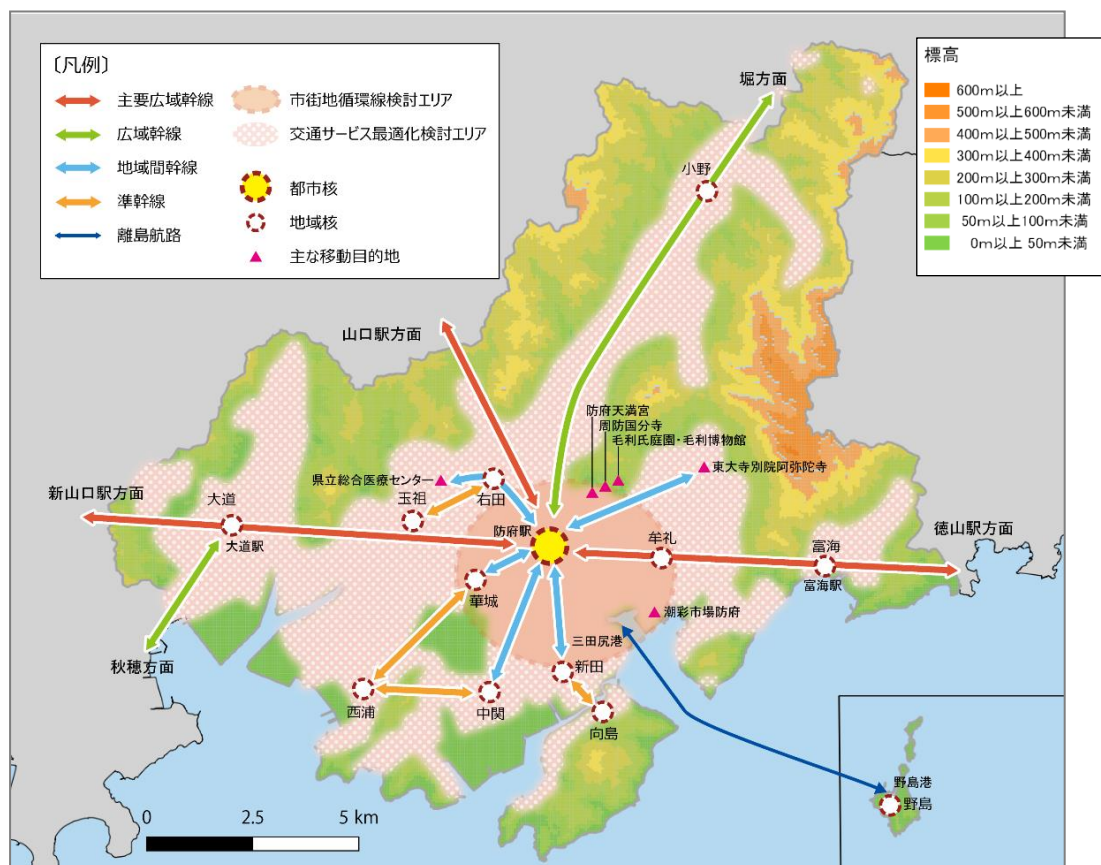 〔凡例〕
主要広域幹線
広域幹線
地域間幹線
準幹線
離島航路
市街地循環線検討エリア
交通サービス最適化検討エリア
都市核
地域核
主な移動目的地
標高
600m以上
500m以上600m未満
400m以上500m未満
300m以上400m未満
200m以上300m未満
100m以上200m未満
50m以上100m未満
0m以上 50m未満
堀方面
小野
山口駅方面
防府天満宮
周防国分寺
毛利氏庭園・毛利博物館
東大寺別院阿弥陀寺
県立総合医療センター
右田
玉祖
新山口駅方面
大道
大道駅
防府駅
牟礼
徳山駅方面
富海
富海駅
華城
潮彩市場防府
三田尻港
新田
秋穂方面
西浦
中関
向島
野島港
野島
0 2.5 5 km